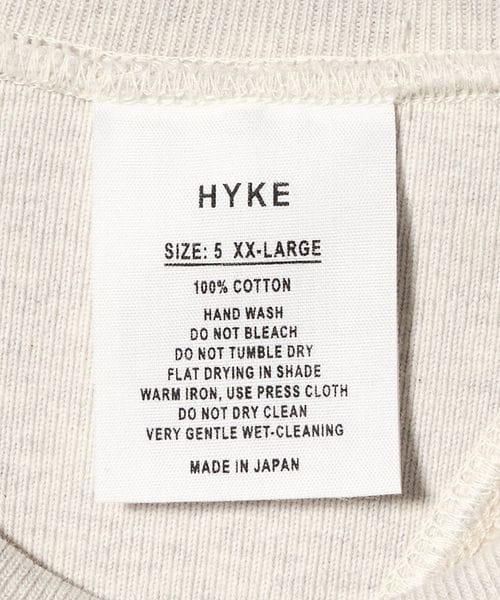 HYKE
SIZE: 5 XX-LARGE
100% COTTON
HAND WASH
DO NOT BLEACH
DO NOT TUMBLE DRY
FLAT DRYING IN SHADE
WARM IRON, USE PRESS CLOTH
DO NOT DRY CLEAN
VERY GENTLE WET-CLEANING
MADE IN JAPAN